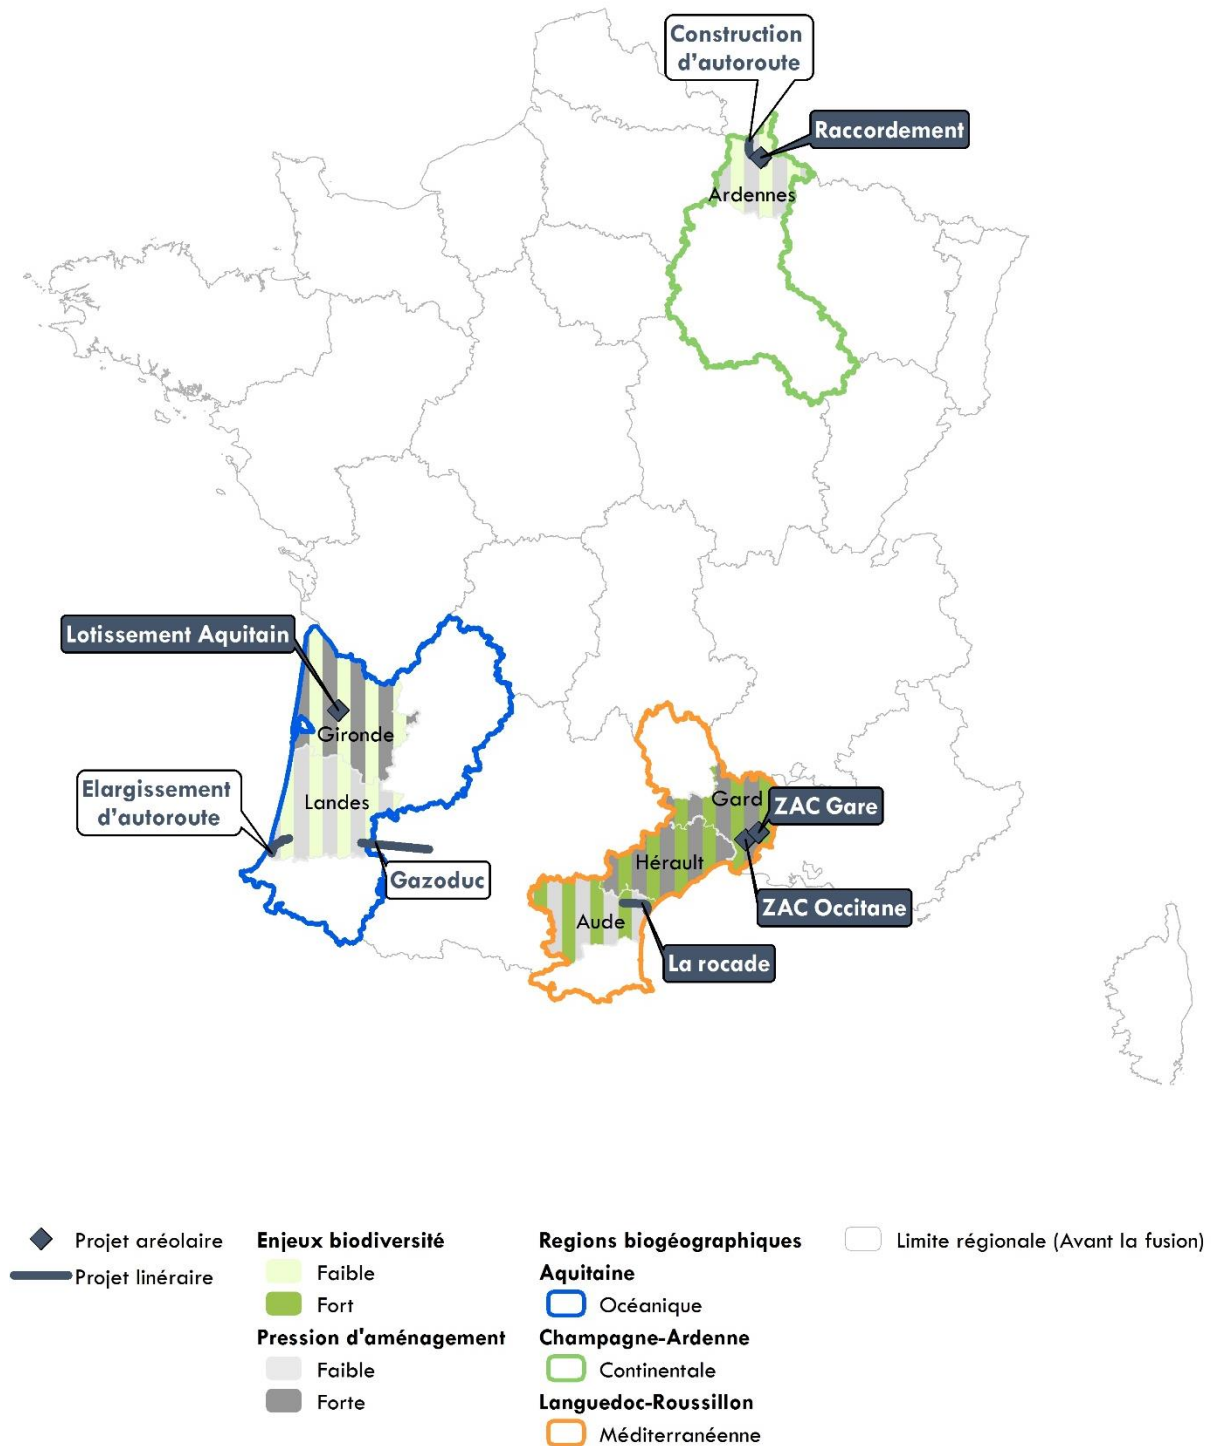 Construction
d'autoroute
Raccordement
Ardennes
Lotissement Aquitain
Gironde
Elargissement
d'autoroute
Landes
Gazoduc
Gard
ZAC Gare
Hérault
ZAC Occitane
Aude
La rocade
Projet aréolaire
Projet linéraire
Enjeux biodiversité
Faible
Fort
Pression d'aménagement
Faible
Forte
Regions biogéographiques
Aquitaine
Océanique
Champagne-Ardenne
Continentale
Languedoc-Roussillon
Méditerranéenne
Limite régionale (Avant la fusion)